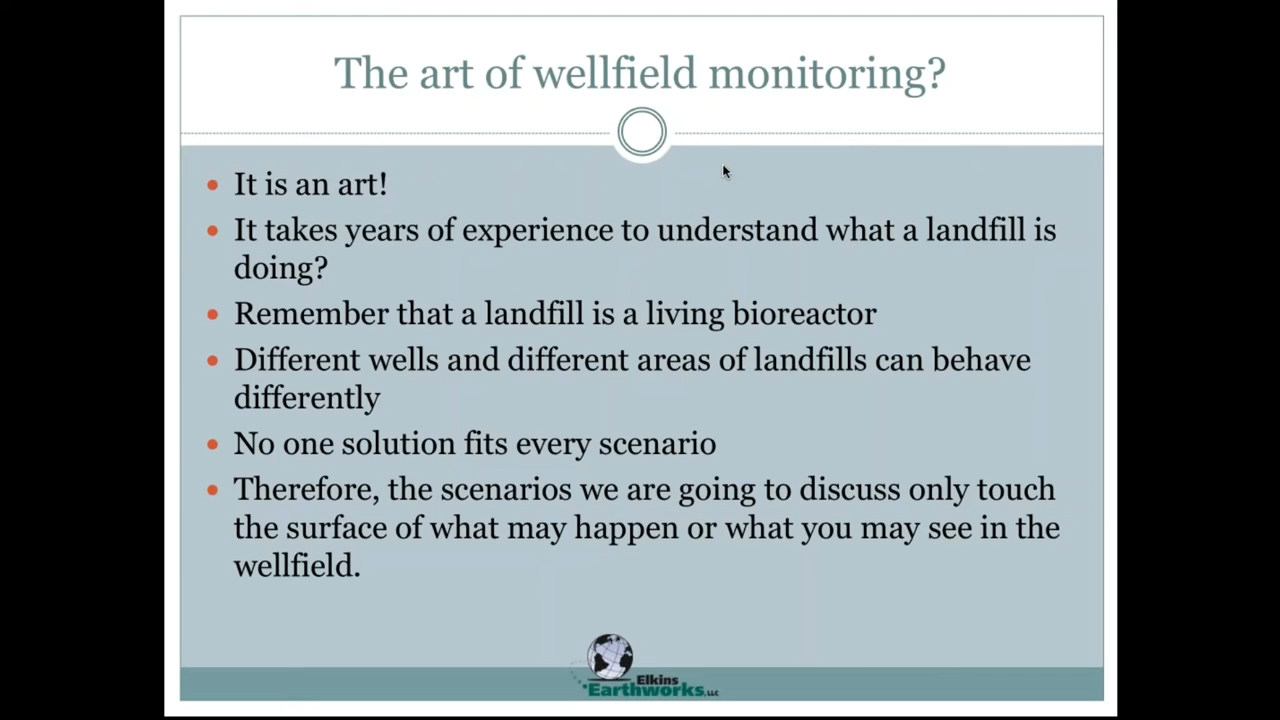 The art of wellfield monitoring?
• It is an art!
• It takes years of experience to understand what a landfill is
doing?
• Remember that a landfill is a living bioreactor
• Different wells and different areas of landfills can behave
differently
• No one solution fits every scenario
• Therefore, the scenarios we are going to discuss only touch
the surface of what may happen or what you may see in the
wellfield.
Elkins
Earthworks, LLC